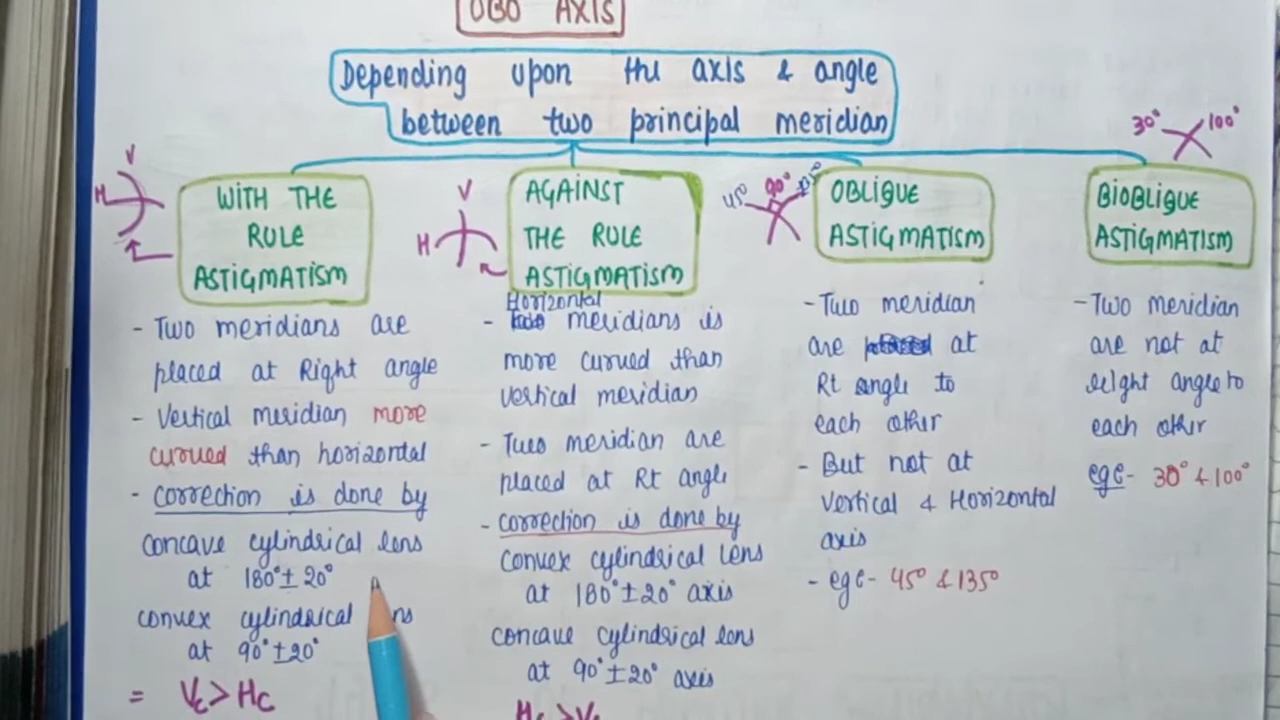 OBO AXIS
Depending upon the axis & angle
between two principal meridian
V
H
WITH THE
RULE
ASTIGMATISM
- Two meridians are
placed at Right angle
- Vertical meridian more
curved than horizontal
- correction is done by
concave cylindrical lens
at 180°± 20°
convex cylindrical
at 90°±20°
= Vc > Hc
V
H
AGAINST
THE RULE
ASTIGMATISM
Horizontal
- meridians is
more curved than
vertical meridian
- Two meridian are
placed at Rt angle
- correction is done by
convex cylindrical lens
at 180°±20° axis
concave cylindrical lens
at 90°±20° axis
Hc > Vc
45° 90° 135°
OBLIQUE
ASTIGMATISM
- Two meridian
are at
Rt angle to
each other
- But not at
vertical & Horizontal
axis
- eg:- 45° & 135°
30° 100°
BIOBLIQUE
ASTIGMATISM
- Two meridian
are not at
right angle to
each other
eg:- 30° & 100°